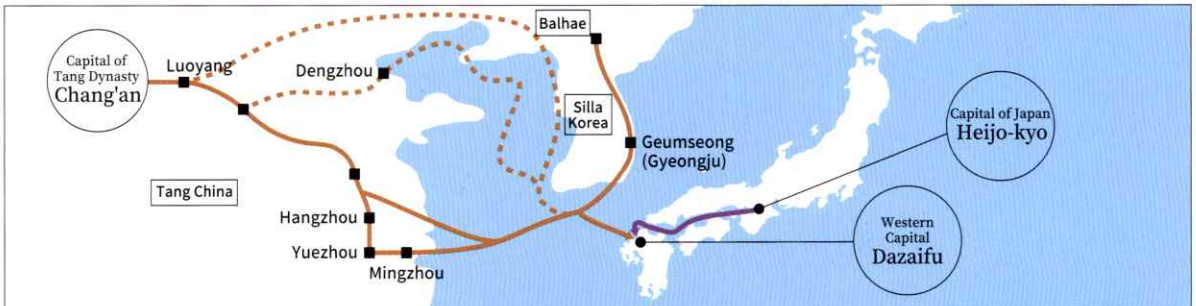 Capital of
Tang Dynasty
Chang'an
Luoyang
Dengzhou
Balhae
Silla
Korea
Geumseong
(Gyeongju)
Capital of Japan
Heijo-kyo
Tang China
Hangzhou
Yuezhou
Mingzhou
Western
Capital
Dazaifu